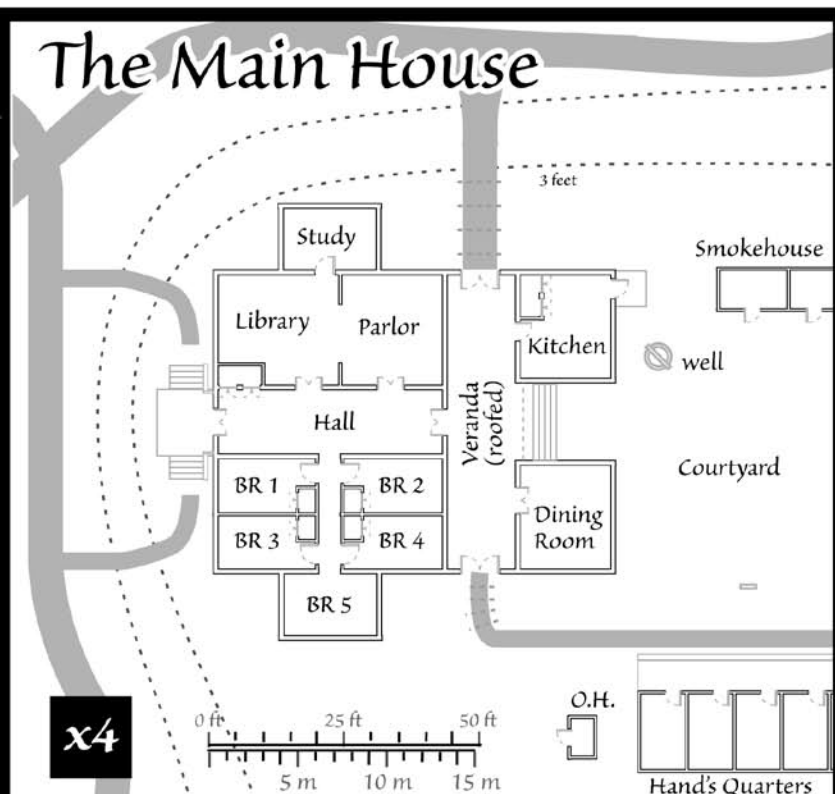 The Main House
3 feet
Study
Smokehouse
Library
Parlor
Kitchen
well
Hall
Veranda
(roofed)
Courtyard
BR 1
BR 2
BR 3
BR 4
Dining
Room
BR 5
x4
O.H.
0 ft
25 ft
50 ft
5 m
10 m
15 m
Hand's Quarters